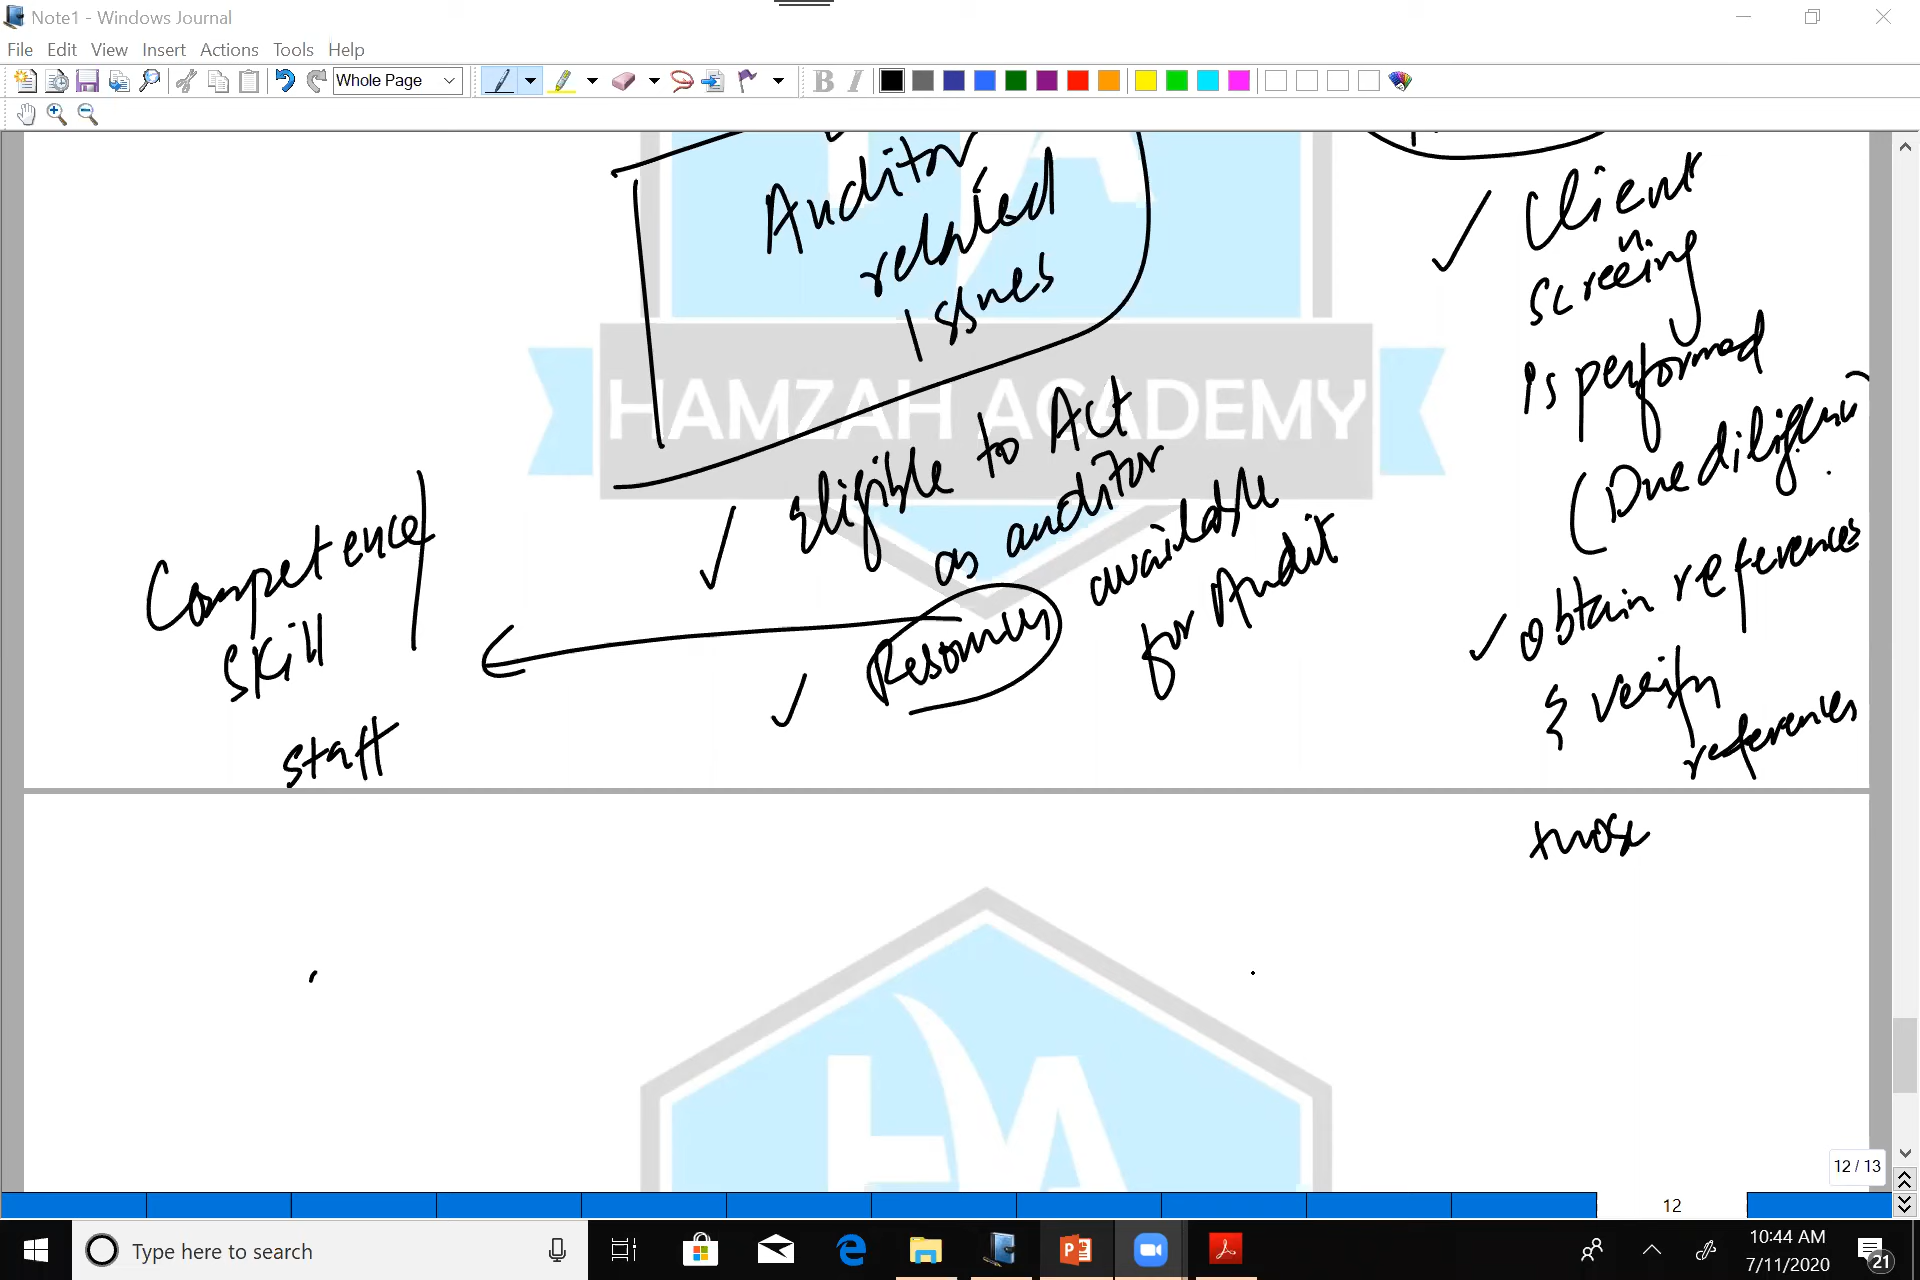 Note1 - Windows Journal
File Edit View Insert Actions Tools Help
Whole Page
B I
Auditor
related
Issues
HAMZAH ACADEMY
Eligible to Act
as auditor
Resources available
for Audit
Competence
skill
staff
Client
screening
is performed
(Due diligence
obtain references
& verify
references
12 / 13
12
Type here to search
10:44 AM
7/11/2020
21